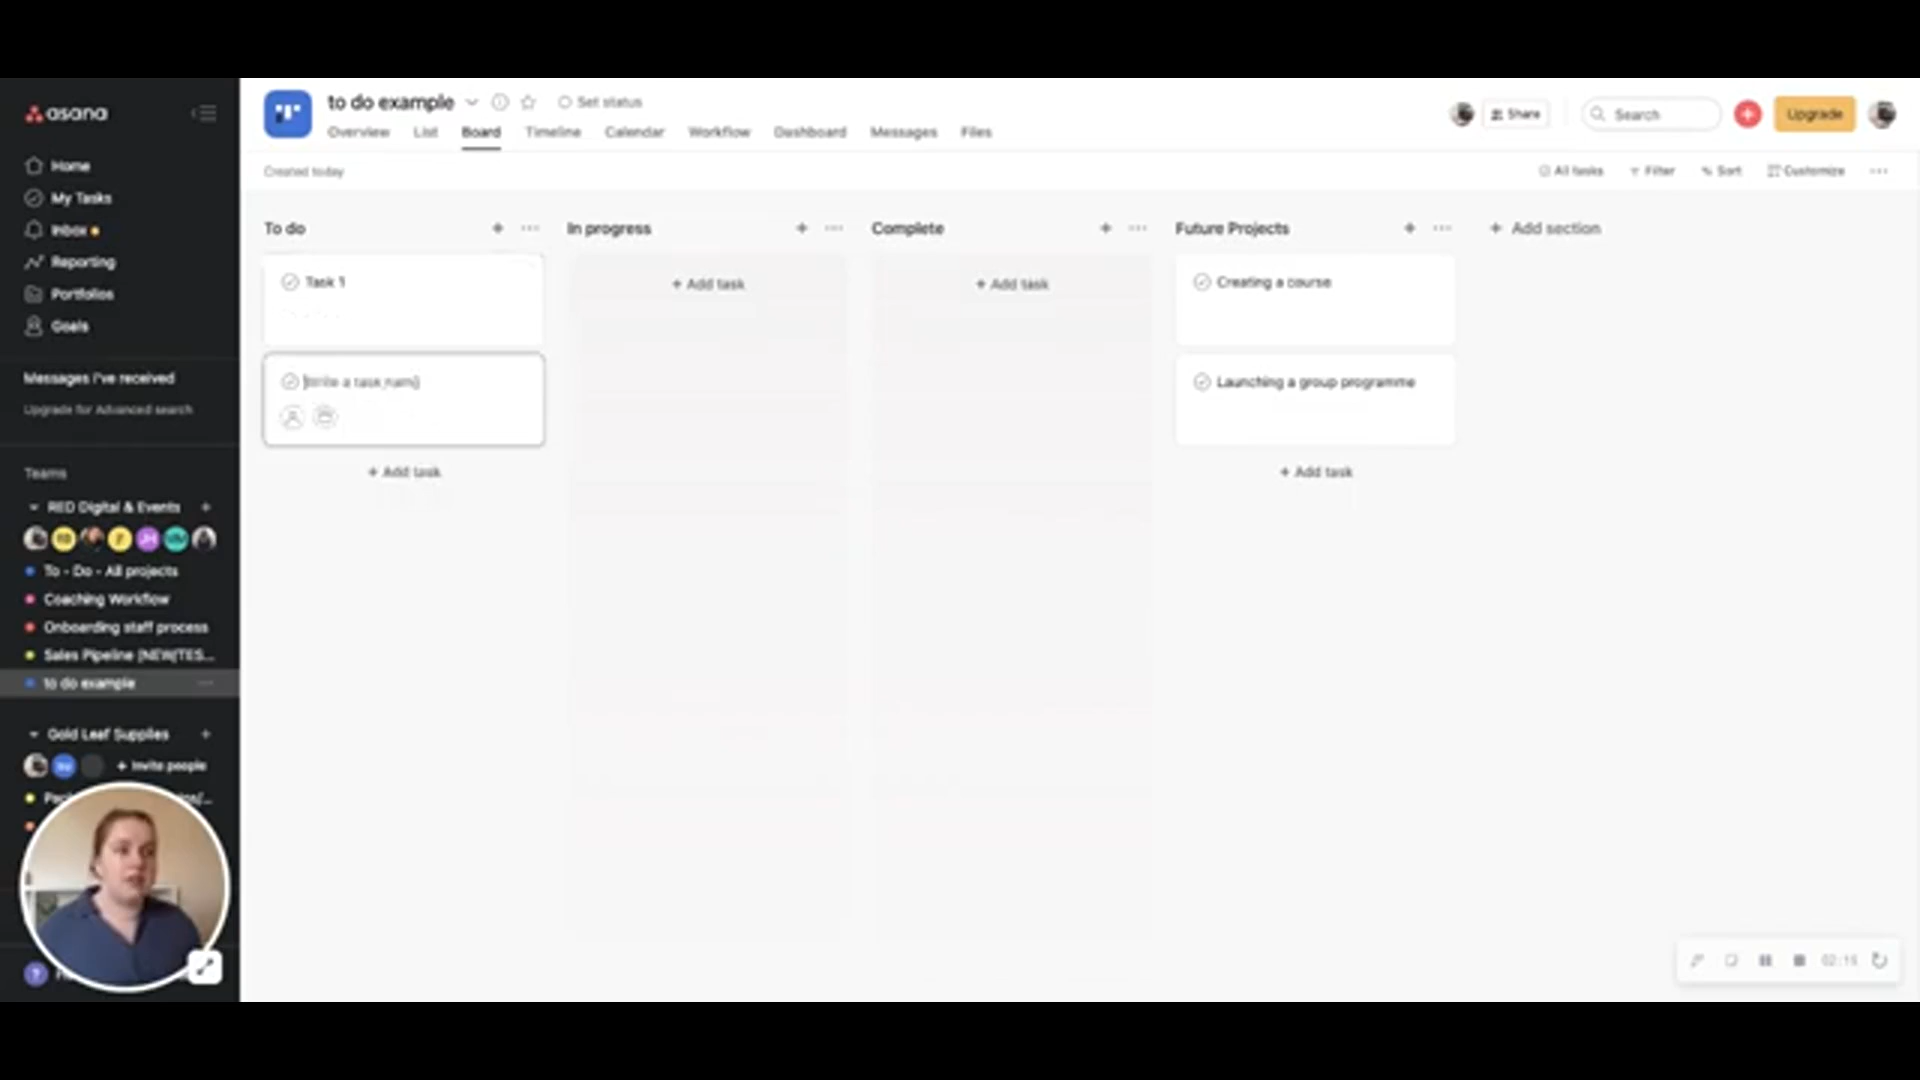 asana
Home
My Tasks
Inbox
Reporting
Portfolios
Goals
Messages I've received
Upgrade for Advanced search
Teams
RED Digital & Events +
To - Do - All projects
Coaching Workflow
Onboarding staff process
Sales Pipeline (NEW(TES...
to do example ...
Gold Leaf Supplies +
+ Invite people
?
to do example Set status
Overview List Board Timeline Calendar Workflow Dashboard Messages Files
Share Search + Upgrade
Created today
All tasks Filter Sort Customize ...
To do + ... In progress + ... Complete + ... Future Projects + ... + Add section
Task 1
Write a task name
+ Add task
+ Add task
+ Add task
Creating a course
Launching a group programme
+ Add task
02:15